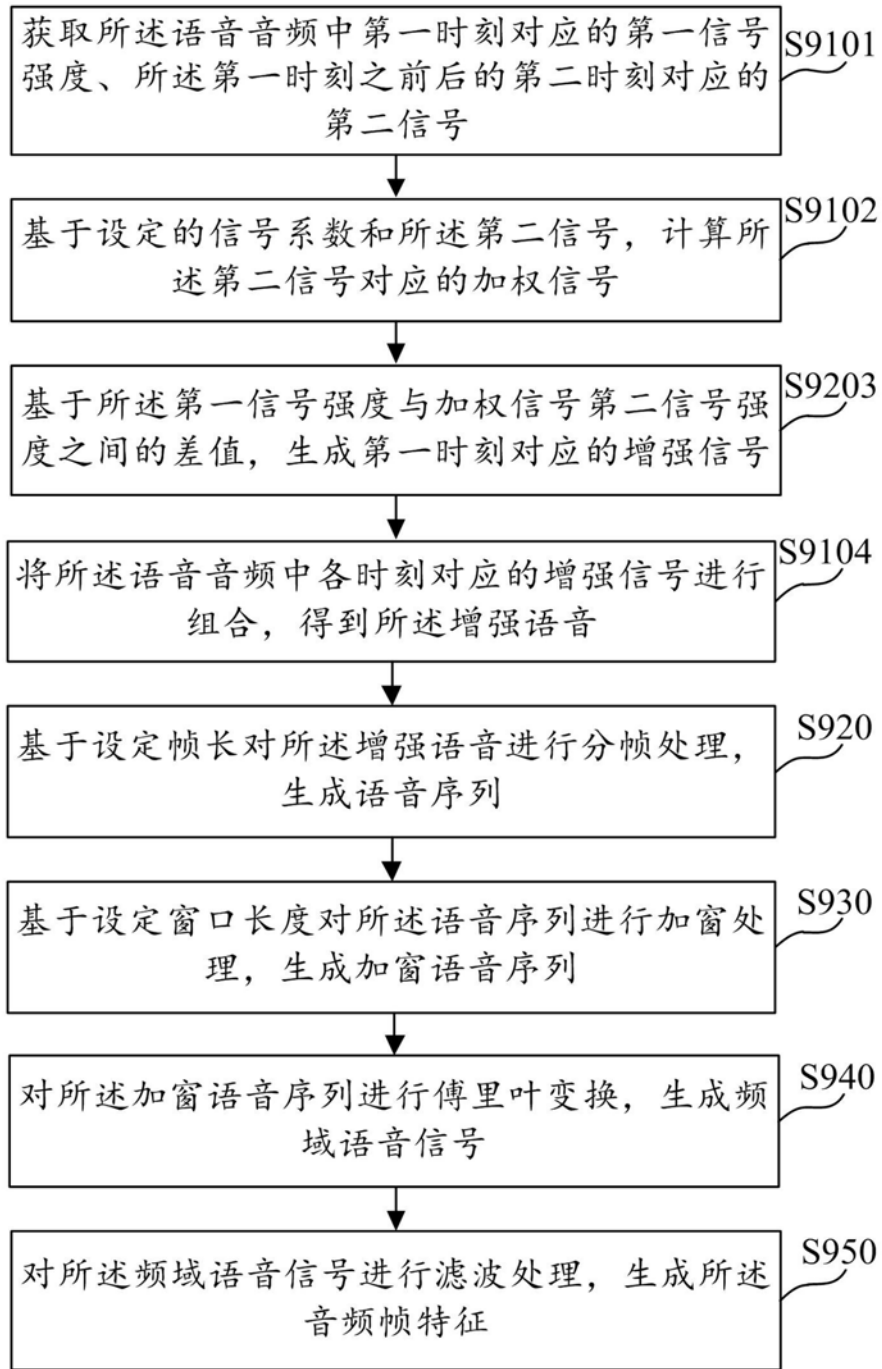 获取所述语音音频中第一时刻对应的第一信号
强度、所述第一时刻之前后的第二时刻对应的
第二信号
S9101
基于设定的信号系数和所述第二信号，计算所
述第二信号对应的加权信号
S9102
基于所述第一信号强度与加权信号第二信号强
度之间的差值，生成第一时刻对应的增强信号
S9203
将所述语音音频中各时刻对应的增强信号进行
组合，得到所述增强语音
S9104
基于设定帧长对所述增强语音进行分帧处理，
生成语音序列
S920
基于设定窗口长度对所述语音序列进行加窗处
理，生成加窗语音序列
S930
对所述加窗语音序列进行傅里叶变换，生成频
域语音信号
S940
对所述频域语音信号进行滤波处理，生成所述
音频帧特征
S950